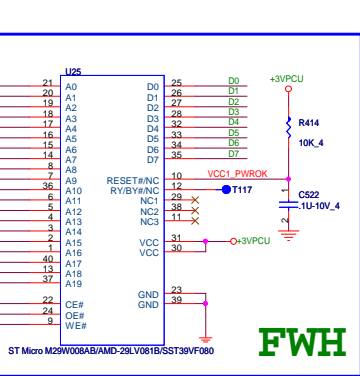 U25
21 A0 D0 25 D0
20 A1 D1 26 D1
19 A2 D2 27 D2
18 A3 D3 28 D3
17 A4 D4 32 D4
16 A5 D5 33 D5
15 A6 D6 34 D6
14 A7 D7 35 D7
8 A8
7 A9 RESET#/NC 10 VCC1_PWROK
36 A10 RY/BY#/NC 12 T117
6 A11 NC1 29
5 A12 NC2 38
4 A13 NC3 11
3 A14
2 A15 VCC 31 +3VPCU
1 A16 VCC 30
40 A17
13 A18
37 A19
GND 23
22 CE# GND 39
24 OE#
9 WE#
+3VPCU
R414
10K_4
1
C522
.1U-10V_4
2
FWH
ST Micro M29W008AB/AMD-29LV081B/SST39VF080